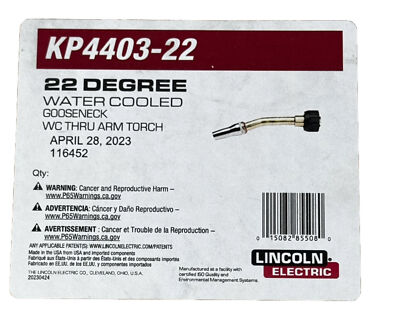 KP4403-22
22 DEGREE
WATER COOLED
GOOSENECK
WC THRU ARM TORCH
APRIL 28, 2023
116452
Qty:
WARNING: Cancer and Reproductive Harm –
www.P65Warnings.ca.gov
ADVERTENCIA: Cáncer y Daño Reproductivo –
www.P65Warnings.ca.gov
AVERTISSEMENT : Cancer et Trouble de la Reproduction –
www.P65Warnings.ca.gov
ANY APPLICABLE PATENTS: WWW.LINCOLNELECTRIC.COM/PATENTS
Made in the USA from USA and imported parts
Fabriqué aux États-Unis à partir des États-Unis et des composants importés
Fabricado en EE.UU. de los EE.UU. y de componentes importados
THE LINCOLN ELECTRIC CO., CLEVELAND, OHIO, U.S.A.
20230424
0 15082 85508 0
LINCOLN
ELECTRIC
Manufactured at a facility with
certified ISO Quality and
Environmental Management Systems.